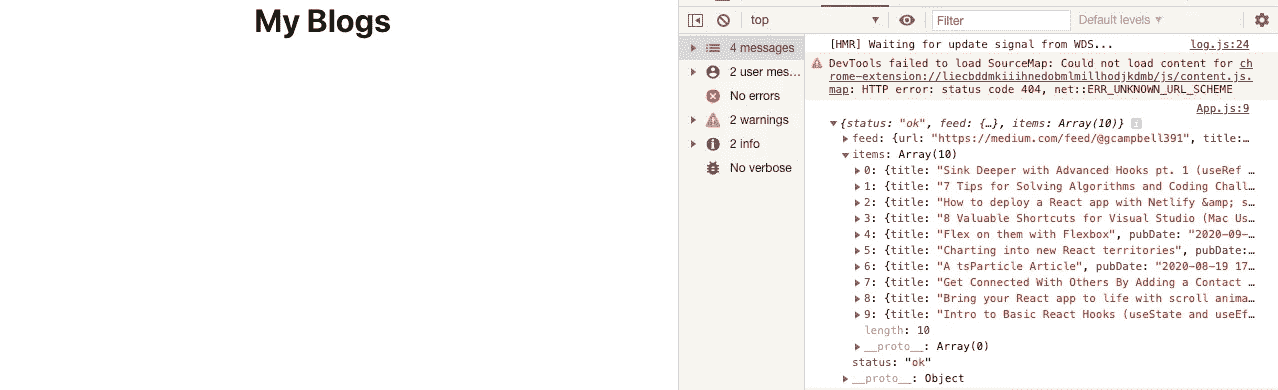 My Blogs
top
Filter
Default levels
4 messages
2 user mes...
No errors
2 warnings
2 info
No verbose
[HMR] Waiting for update signal from WDS... log.js:24
DevTools failed to load SourceMap: Could not load content for ch
rome-extension://liecbddmkiiihnedobmlmillhodjkdmb/js/content.js.
map: HTTP error: status code 404, net::ERR_UNKNOWN_URL_SCHEME
App.js:9
{status: "ok", feed: {…}, items: Array(10)}
feed: {url: "https://medium.com/feed/@gcampbell391", title:…
items: Array(10)
0: {title: "Sink Deeper with Advanced Hooks pt. 1 (useRef …
1: {title: "7 Tips for Solving Algorithms and Coding Chall…
2: {title: "How to deploy a React app with Netlify &amp; s…
3: {title: "8 Valuable Shortcuts for Visual Studio (Mac Us…
4: {title: "Flex on them with Flexbox", pubDate: "2020-09-…
5: {title: "Charting into new React territories", pubDate:…
6: {title: "A tsParticle Article", pubDate: "2020-08-19 17…
7: {title: "Get Connected With Others By Adding a Contact …
8: {title: "Bring your React app to life with scroll anima…
9: {title: "Intro to Basic React Hooks (useState and useEf…
length: 10
__proto__: Array(0)
status: "ok"
__proto__: Object